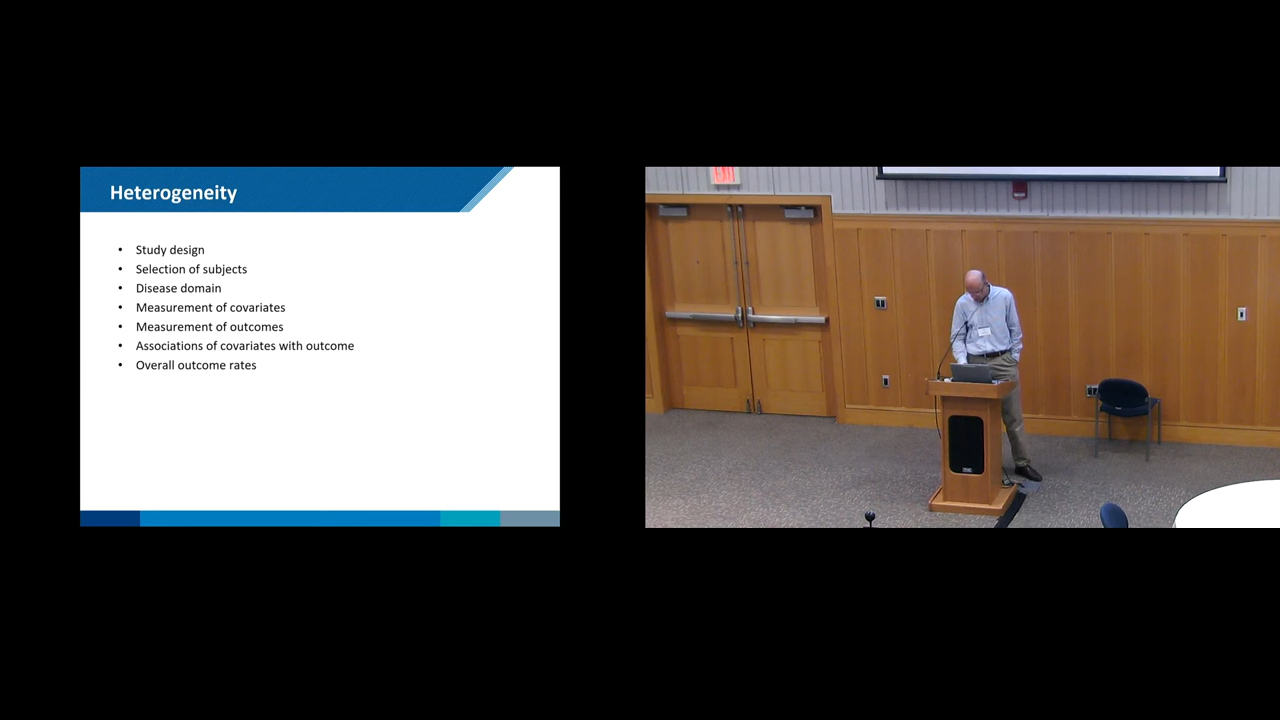 Heterogeneity
• Study design
• Selection of subjects
• Disease domain
• Measurement of covariates
• Measurement of outcomes
• Associations of covariates with outcome
• Overall outcome rates